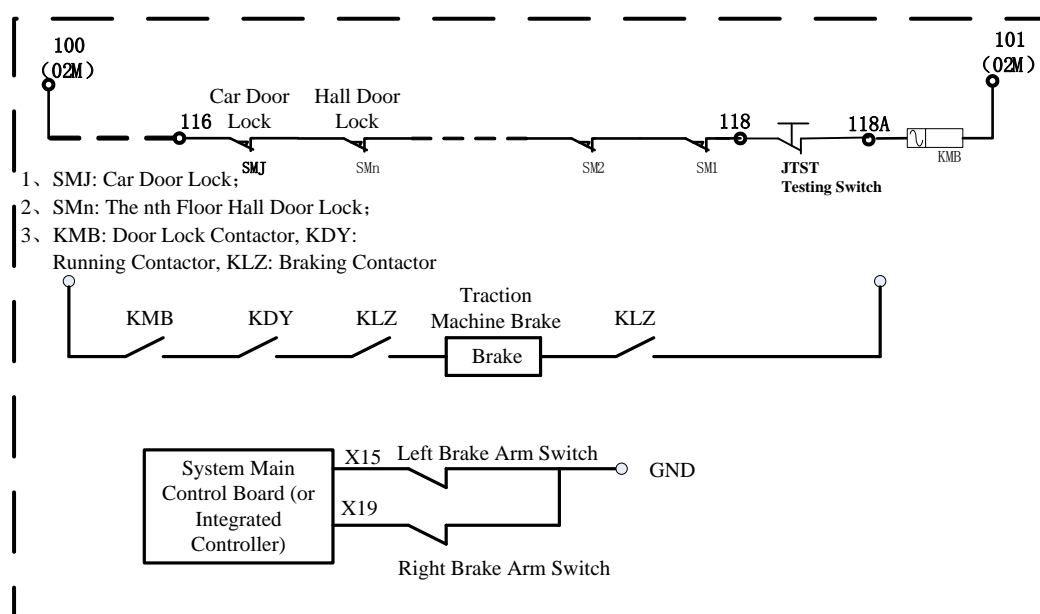 100
(02M)
101
(02M)
Car Door
Lock
Hall Door
Lock
116
118
118A
SMJ
SMn
SM2
SM1
JTST
Testing Switch
KMB
1、SMJ: Car Door Lock;
2、SMn: The nth Floor Hall Door Lock;
3、KMB: Door Lock Contactor, KDY:
Running Contactor, KLZ: Braking Contactor
KMB
KDY
KLZ
Traction
Machine Brake
Brake
KLZ
System Main
Control Board (or
Integrated
Controller)
X15
Left Brake Arm Switch
GND
X19
Right Brake Arm Switch